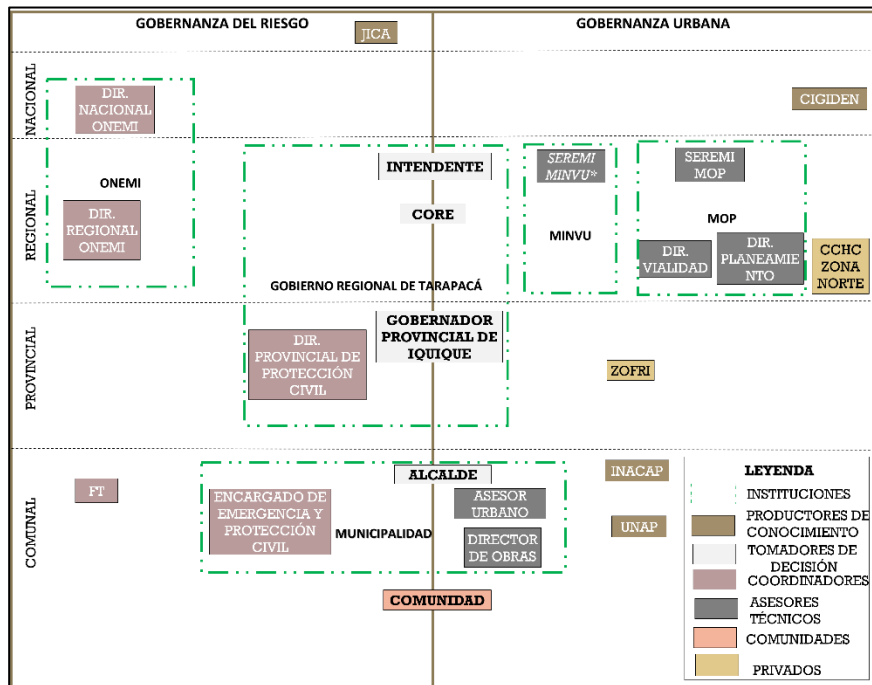 GOBERNANZA DEL RIESGO
GOBERNANZA URBANA
JICA
NACIONAL
DIR.
NACIONAL
ONEMI
CIGIDEN
REGIONAL
ONEMI
DIR.
REGIONAL
ONEMI
INTENDENTE
CORE
GOBIERNO REGIONAL DE TARAPACÁ
SEREMI
MINVU*
MINVU
SEREMI
MOP
MOP
DIR.
VIALIDAD
DIR.
PLANEAMIE
NTO
CCHC
ZONA
NORTE
PROVINCIAL
DIR.
PROVINCIAL DE
PROTECCIÓN
CIVIL
GOBERNADOR
PROVINCIAL DE
IQUIQUE
ZOFRI
COMUNAL
FT
ALCALDE
ENCARGADO DE
EMERGENCIA Y
PROTECCIÓN
CIVIL
MUNICIPALIDAD
ASESOR
URBANO
DIRECTOR
DE OBRAS
INACAP
UNAP
COMUNIDAD
LEYENDA
INSTITUCIONES
PRODUCTORES DE
CONOCIMIENTO
TOMADORES DE
DECISIÓN
COORDINADORES
ASESORES
TÉCNICOS
COMUNIDADES
PRIVADOS